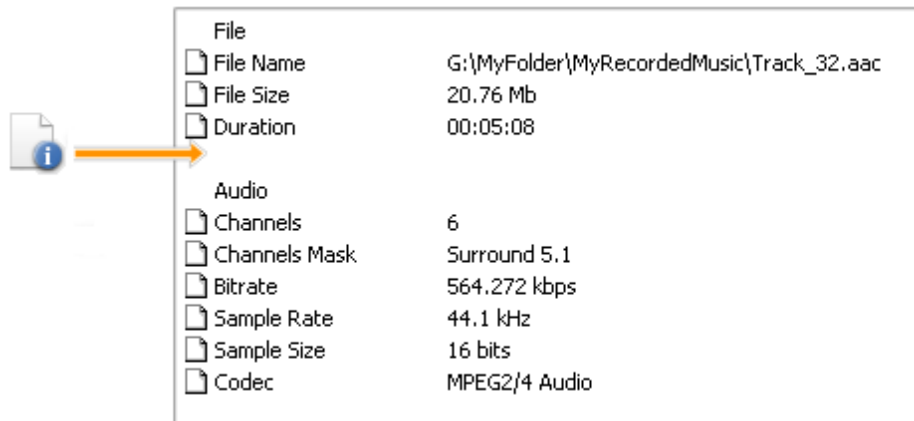 File
File Name G:\MyFolder\MyRecordedMusic\Track_32.aac
File Size 20.76 Mb
Duration 00:05:08
Audio
Channels 6
Channels Mask Surround 5.1
Bitrate 564.272 kbps
Sample Rate 44.1 kHz
Sample Size 16 bits
Codec MPEG2/4 Audio